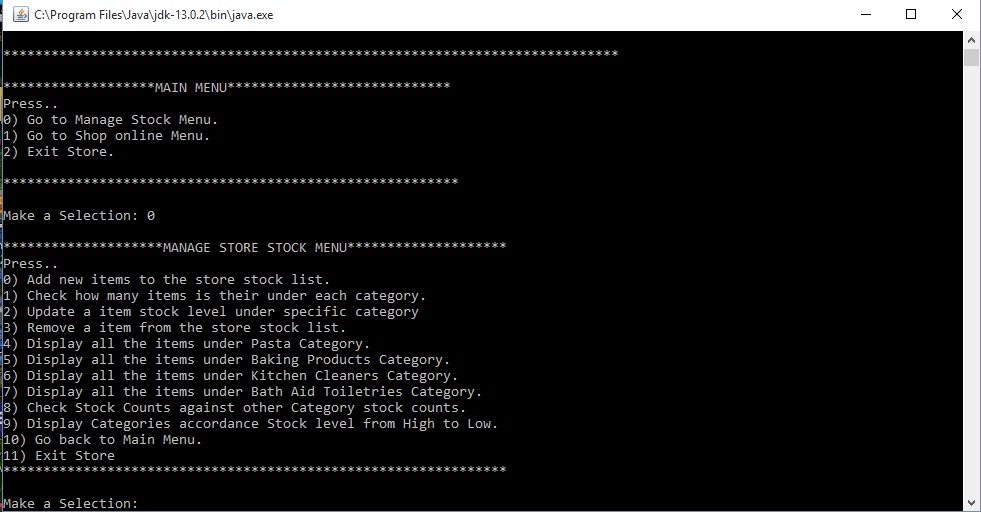 C:\Program Files\Java\jdk-13.0.2\bin\java.exe
*****************************************************************************
*******************MAIN MENU****************************
Press..
0) Go to Manage Stock Menu.
1) Go to Shop online Menu.
2) Exit Store.
*********************************************************
Make a Selection: 0
********************MANAGE STORE STOCK MENU********************
Press..
0) Add new items to the store stock list.
1) Check how many items is their under each category.
2) Update a item stock level under specific category
3) Remove a item from the store stock list.
4) Display all the items under Pasta Category.
5) Display all the items under Baking Products Category.
6) Display all the items under Kitchen Cleaners Category.
7) Display all the items under Bath Aid Toiletries Category.
8) Check Stock Counts against other Category stock counts.
9) Display Categories accordance Stock level from High to Low.
10) Go back to Main Menu.
11) Exit Store
***************************************************************
Make a Selection: